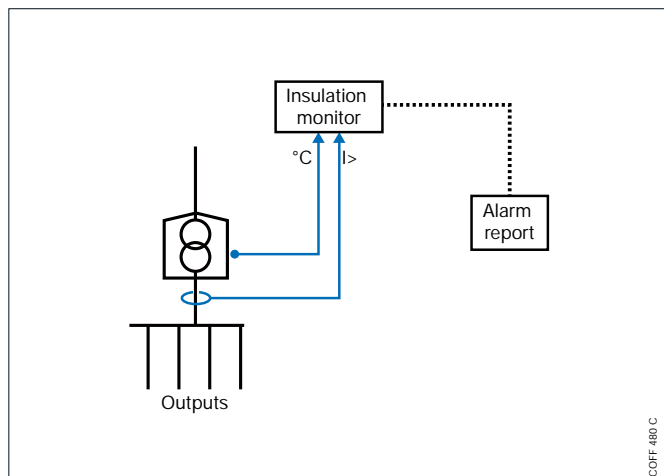 Insulation
monitor
°C
I>
Alarm
report
Outputs
COFF 480 C